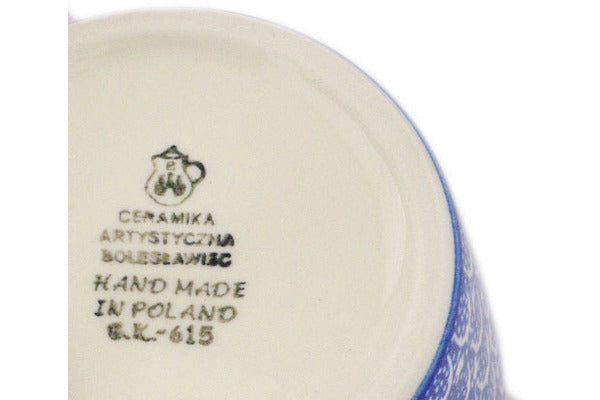 CERAMIKA
ARTYSTYCZNA
BOLESŁAWIEC
HAND MADE
IN POLAND
G.K.-615